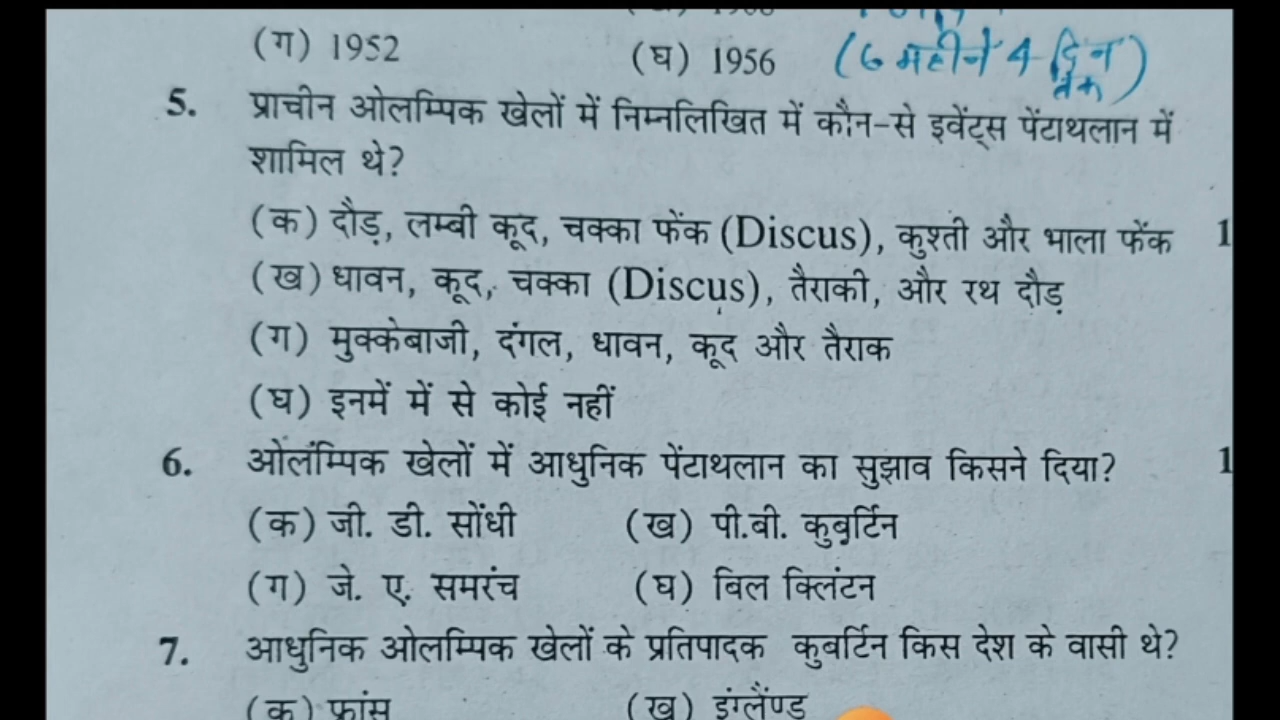 (ग) 1952 (घ) 1956 (6 महीने 4 दिन तक)
5. प्राचीन ओलम्पिक खेलों में निम्नलिखित में कौन-से इवेंट्स पेंटाथलान में
शामिल थे?
(क) दौड़, लम्बी कूद, चक्का फेंक (Discus), कुश्ती और भाला फेंक 1
(ख) धावन, कूद, चक्का (Discus), तैराकी, और रथ दौड़
(ग) मुक्केबाजी, दंगल, धावन, कूद और तैराक
(घ) इनमें में से कोई नहीं
6. ओलंम्पिक खेलों में आधुनिक पेंटाथलान का सुझाव किसने दिया? 1
(क) जी. डी. सोंधी (ख) पी.बी. कुबर्टिन
(ग) जे. ए. समरंच (घ) विल क्लिंटन
7. आधुनिक ओलम्पिक खेलों के प्रतिपादक कुवर्टिन किस देश के वासी थे?
(क) फ्रांस (ख) इंग्लैंण्ड